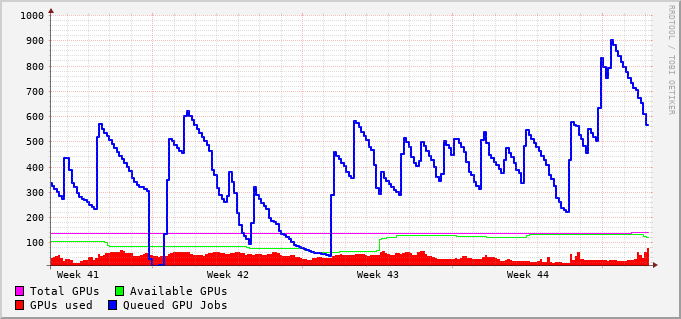 1000
900
800
700
600
500
400
300
200
100
RRDTOOL / TOBI OETIKER
Week 41 Week 42 Week 43 Week 44
Total GPUs Available GPUs
GPUs used Queued GPU Jobs